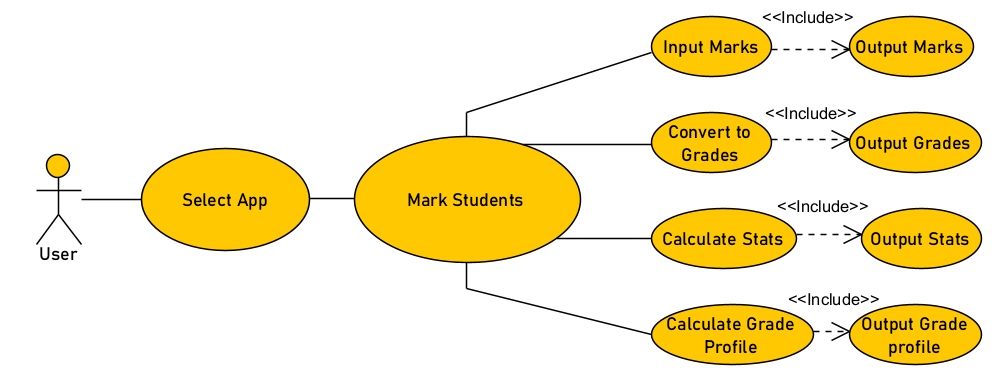 <<Include>>
Input Marks
Output Marks
<<Include>>
Convert to
Grades
Output Grades
Select App
Mark Students
User
<<Include>>
Calculate Stats
Output Stats
<<Include>>
Calculate Grade
Profile
Output Grade
profile